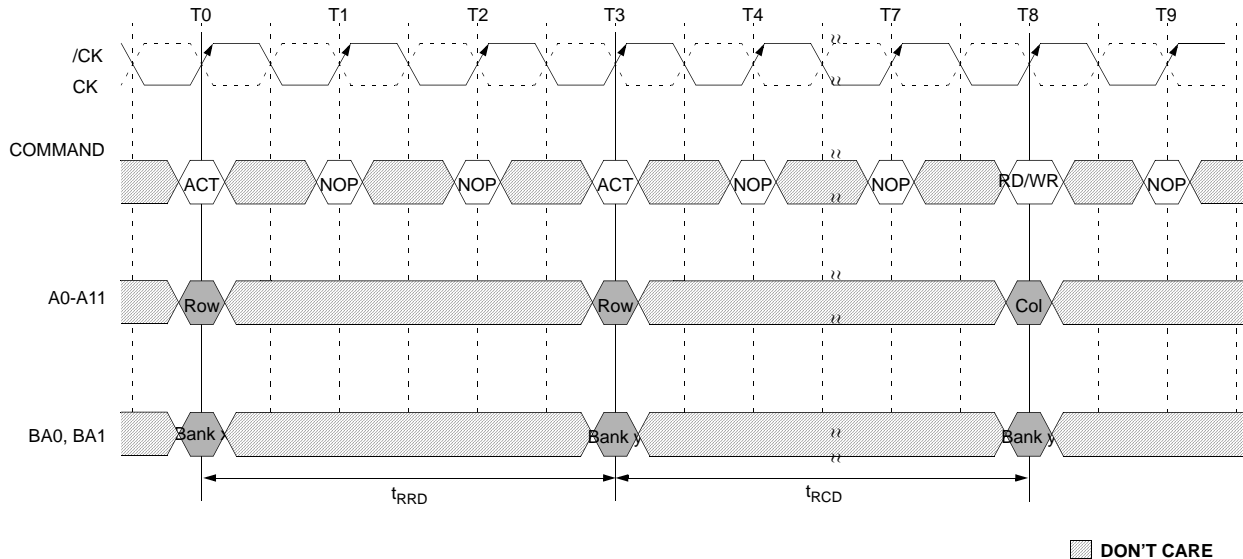 T0 T1 T2 T3 T4 T7 T8 T9
/CK
CK
COMMAND
ACT NOP NOP ACT NOP NOP RD/WR NOP
A0-A11
Row Row Col
BA0, BA1
Bank x Bank y Bank y
tRRD tRCD
DON'T CARE